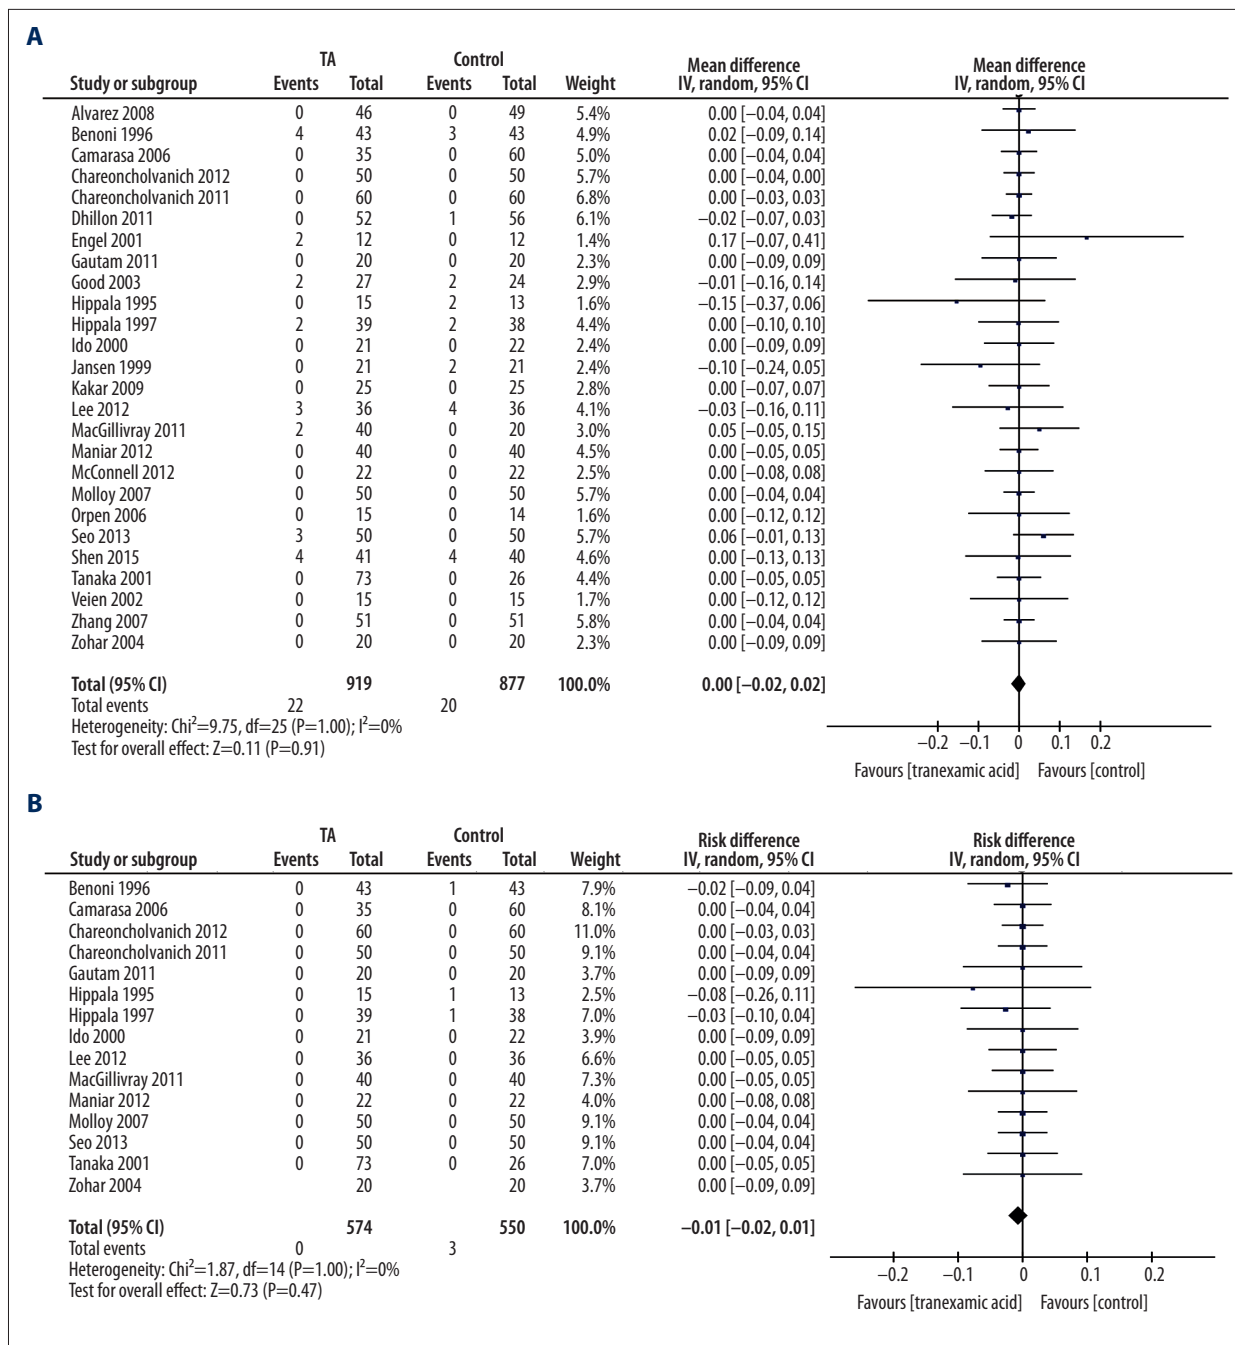 A
TA Control Mean difference Mean difference
Study or subgroup Events Total Events Total Weight IV, random, 95% CI IV, random, 95% CI
Alvarez 2008 0 46 0 49 5.4% 0.00 [−0.04, 0.04]
Benoni 1996 4 43 3 43 4.9% 0.02 [−0.09, 0.14]
Camarasa 2006 0 35 0 60 5.0% 0.00 [−0.04, 0.04]
Chareoncholvanich 2012 0 50 0 50 5.7% 0.00 [−0.04, 0.00]
Chareoncholvanich 2011 0 60 0 60 6.8% 0.00 [−0.03, 0.03]
Dhillon 2011 0 52 1 56 6.1% −0.02 [−0.07, 0.03]
Engel 2001 2 12 0 12 1.4% 0.17 [−0.07, 0.41]
Gautam 2011 0 20 0 20 2.3% 0.00 [−0.09, 0.09]
Good 2003 2 27 2 24 2.9% −0.01 [−0.16, 0.14]
Hippala 1995 0 15 2 13 1.6% −0.15 [−0.37, 0.06]
Hippala 1997 2 39 2 38 4.4% 0.00 [−0.10, 0.10]
Ido 2000 0 21 0 22 2.4% 0.00 [−0.09, 0.09]
Jansen 1999 0 21 2 21 2.4% −0.10 [−0.24, 0.05]
Kakar 2009 0 25 0 25 2.8% 0.00 [−0.07, 0.07]
Lee 2012 3 36 4 36 4.1% −0.03 [−0.16, 0.11]
MacGillivray 2011 2 40 0 20 3.0% 0.05 [−0.05, 0.15]
Maniar 2012 0 40 0 40 4.5% 0.00 [−0.05, 0.05]
McConnell 2012 0 22 0 22 2.5% 0.00 [−0.08, 0.08]
Molloy 2007 0 50 0 50 5.7% 0.00 [−0.04, 0.04]
Orpen 2006 0 15 0 14 1.6% 0.00 [−0.12, 0.12]
Seo 2013 3 50 0 50 5.7% 0.06 [−0.01, 0.13]
Shen 2015 4 41 4 40 4.6% 0.00 [−0.13, 0.13]
Tanaka 2001 0 73 0 26 4.4% 0.00 [−0.05, 0.05]
Veien 2002 0 15 0 15 1.7% 0.00 [−0.12, 0.12]
Zhang 2007 0 51 0 51 5.8% 0.00 [−0.04, 0.04]
Zohar 2004 0 20 0 20 2.3% 0.00 [−0.09, 0.09]
Total (95% CI) 919 877 100.0% 0.00 [−0.02, 0.02]
Total events 22 20
Heterogeneity: Chi²=9.75, df=25 (P=1.00); I²=0%
Test for overall effect: Z=0.11 (P=0.91)
−0.2 −0.1 0 0.1 0.2
Favours [tranexamic acid] Favours [control]
B
TA Control Risk difference Risk difference
Study or subgroup Events Total Events Total Weight IV, random, 95% CI IV, random, 95% CI
Benoni 1996 0 43 1 43 7.9% −0.02 [−0.09, 0.04]
Camarasa 2006 0 35 0 60 8.1% 0.00 [−0.04, 0.04]
Chareoncholvanich 2012 0 60 0 60 11.0% 0.00 [−0.03, 0.03]
Chareoncholvanich 2011 0 50 0 50 9.1% 0.00 [−0.04, 0.04]
Gautam 2011 0 20 0 20 3.7% 0.00 [−0.09, 0.09]
Hippala 1995 0 15 1 13 2.5% −0.08 [−0.26, 0.11]
Hippala 1997 0 39 1 38 7.0% −0.03 [−0.10, 0.04]
Ido 2000 0 21 0 22 3.9% 0.00 [−0.09, 0.09]
Lee 2012 0 36 0 36 6.6% 0.00 [−0.05, 0.05]
MacGillivray 2011 0 40 0 40 7.3% 0.00 [−0.05, 0.05]
Maniar 2012 0 22 0 22 4.0% 0.00 [−0.08, 0.08]
Molloy 2007 0 50 0 50 9.1% 0.00 [−0.04, 0.04]
Seo 2013 0 50 0 50 9.1% 0.00 [−0.04, 0.04]
Tanaka 2001 0 73 0 26 7.0% 0.00 [−0.05, 0.05]
Zohar 2004 20 20 3.7% 0.00 [−0.09, 0.09]
Total (95% CI) 574 550 100.0% −0.01 [−0.02, 0.01]
Total events 0 3
Heterogeneity: Chi²=1.87, df=14 (P=1.00); I²=0%
Test for overall effect: Z=0.73 (P=0.47)
−0.2 −0.1 0 0.1 0.2
Favours [tranexamic acid] Favours [control]